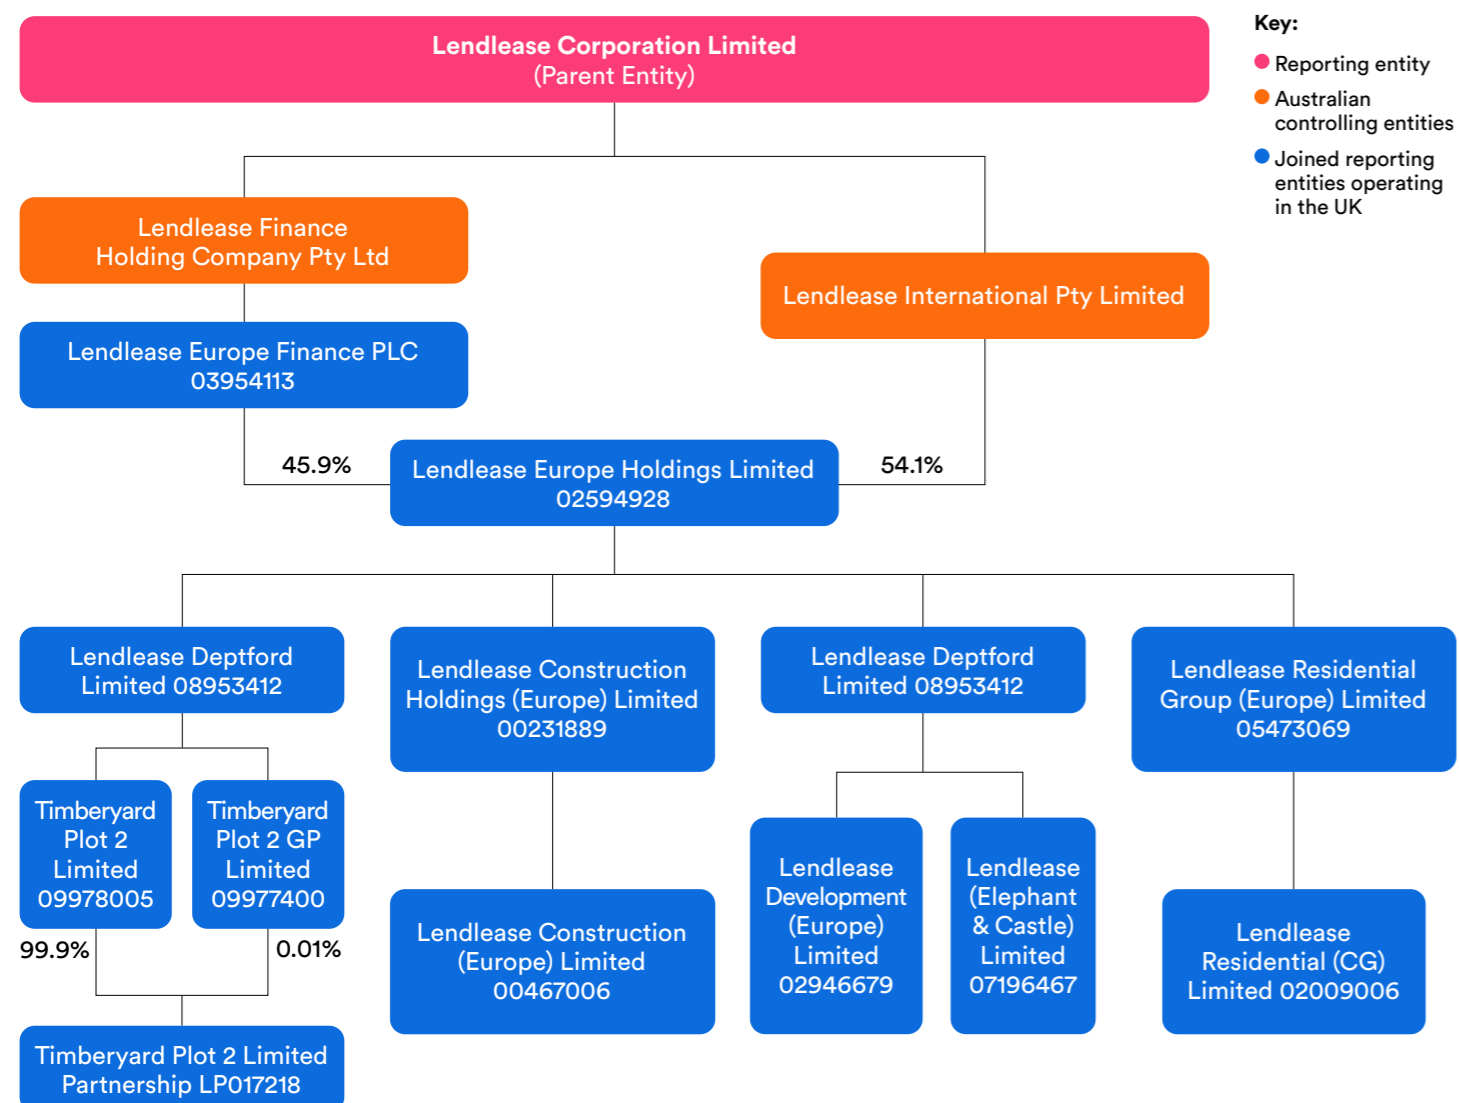 Lendlease Corporation Limited
(Parent Entity)
Key:
Reporting entity
Australian
controlling entities
Joined reporting
entities operating
in the UK
Lendlease Finance
Holding Company Pty Ltd
Lendlease International Pty Limited
Lendlease Europe Finance PLC
03954113
45.9%
Lendlease Europe Holdings Limited
02594928
54.1%
Lendlease Deptford
Limited 08953412
Lendlease Construction
Holdings (Europe) Limited
00231889
Lendlease Deptford
Limited 08953412
Lendlease Residential
Group (Europe) Limited
05473069
Timberyard
Plot 2
Limited
09978005
Timberyard
Plot 2 GP
Limited
09977400
99.9%
0.01%
Timberyard Plot 2 Limited
Partnership LP017218
Lendlease Construction
(Europe) Limited
00467006
Lendlease
Development
(Europe)
Limited
02946679
Lendlease
(Elephant
& Castle)
Limited
07196467
Lendlease
Residential (CG)
Limited 02009006